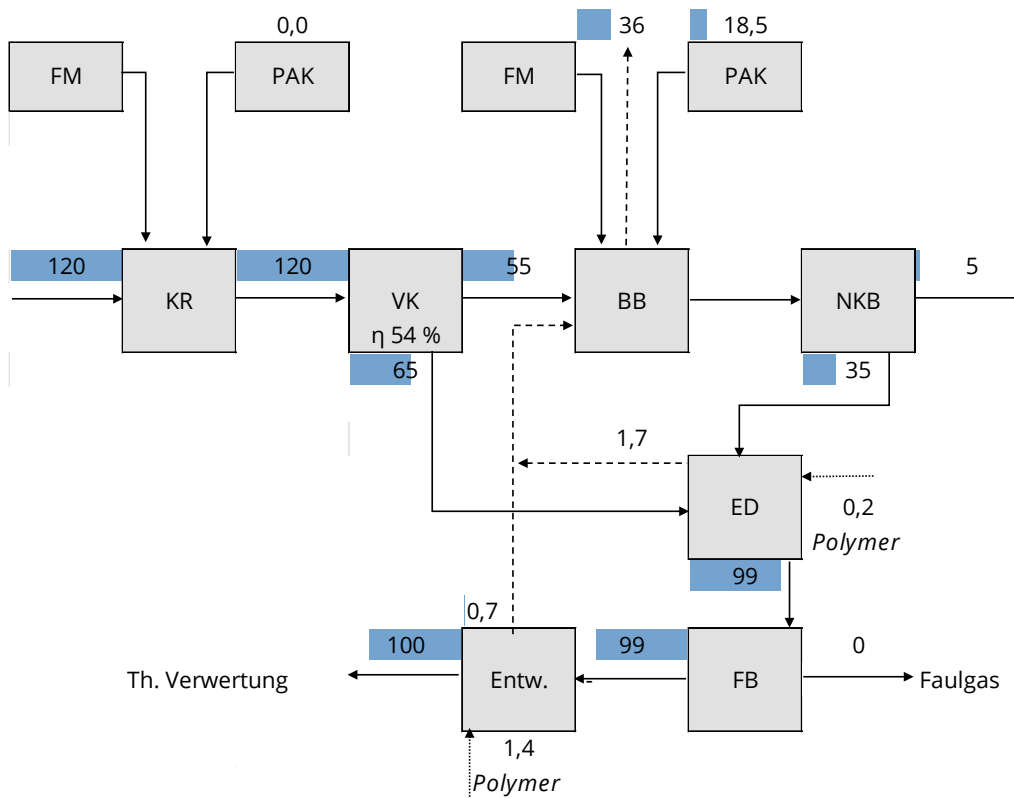 0,0
36
18,5
FM
PAK
FM
PAK
120
120
55
5
KR
VK
η 54 %
BB
NKB
65
35
1,7
ED
0,2
Polymer
99
0,7
100
99
0
Th. Verwertung
Entw.
-
FB
Faulgas
1,4
Polymer